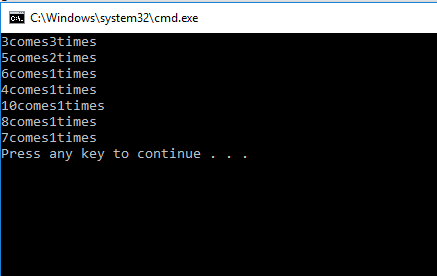 C:\Windows\system32\cmd.exe
3comes3times
5comes2times
6comes1times
4comes1times
10comes1times
8comes1times
7comes1times
Press any key to continue . . .